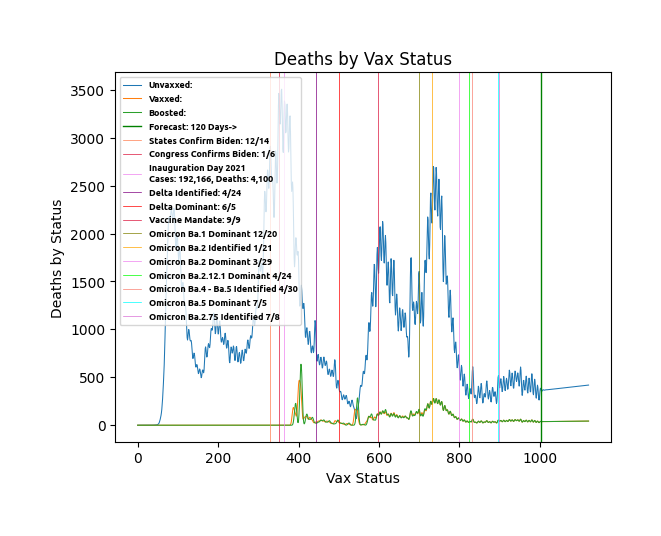 Deaths by Vax Status
3500
3000
2500
2000
1500
1000
500
0
Deaths by Status
Unvaxxed:
Vaxxed:
Boosted:
Forecast: 120 Days->
States Confirm Biden: 12/14
Congress Confirms Biden: 1/6
Inauguration Day 2021
Cases: 192,166, Deaths: 4,100
Delta Identified: 4/24
Delta Dominant: 6/5
Vaccine Mandate: 9/9
Omicron Ba.1 Dominant 12/20
Omicron Ba.2 Identified 1/21
Omicron Ba.2 Dominant 3/29
Omicron Ba.2.12.1 Dominant 4/24
Omicron Ba.4 - Ba.5 Identified 4/30
Omicron Ba.5 Dominant 7/5
Omicron Ba.2.75 Identified 7/8
0 200 400 600 800 1000
Vax Status